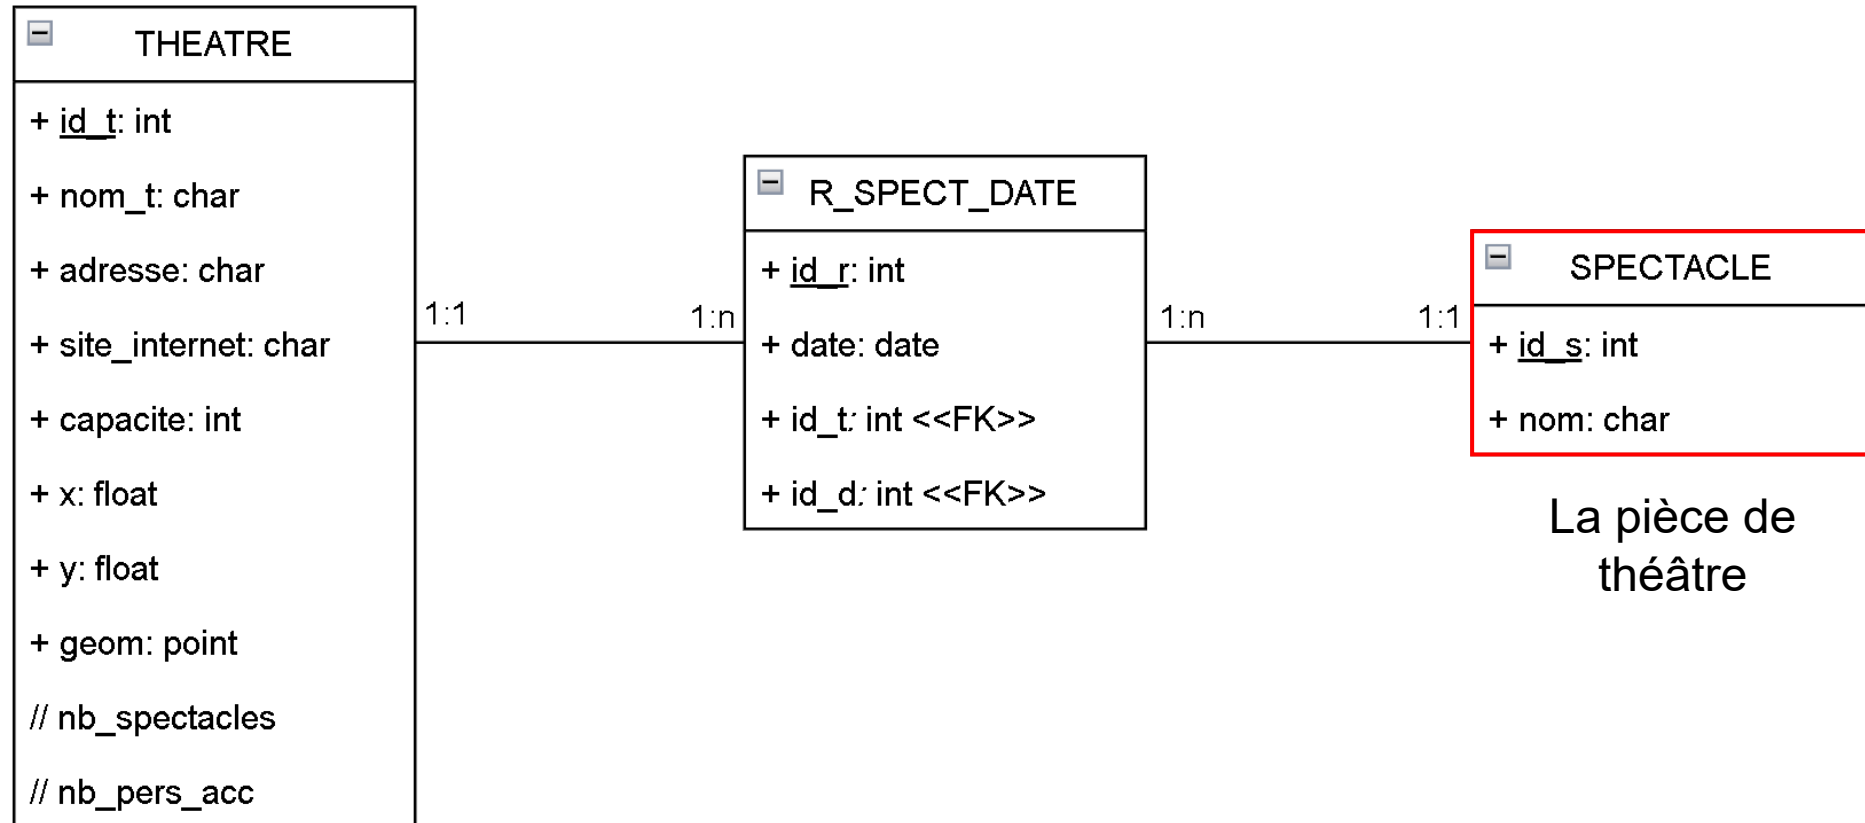 THEATRE
+ id_t: int
+ nom_t: char
+ adresse: char
+ site_internet: char
+ capacite: int
+ x: float
+ y: float
+ geom: point
// nb_spectacles
// nb_pers_acc
1:1
1:n
R_SPECT_DATE
+ id_r: int
+ date: date
+ id_t: int <<FK>>
+ id_d: int <<FK>>
1:n
1:1
SPECTACLE
+ id_s: int
+ nom: char
La pièce de
théâtre